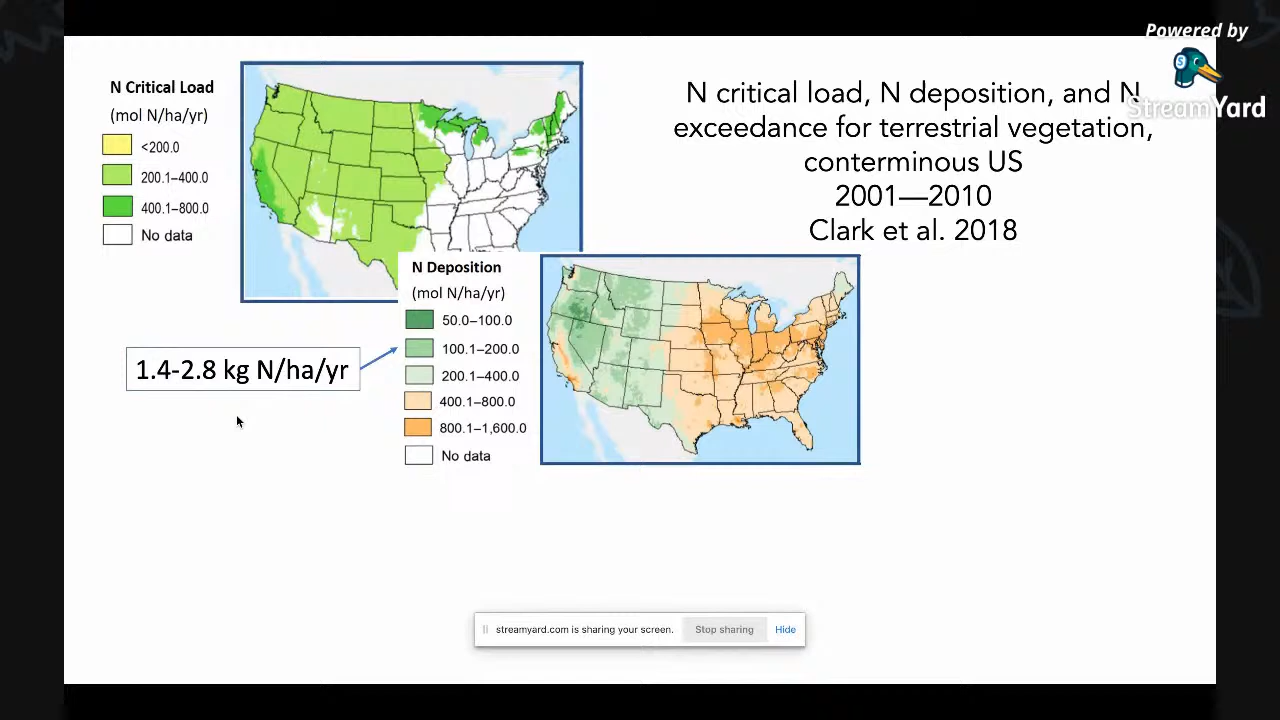 Powered by
StreamYard
N critical load, N deposition, and N
exceedance for terrestrial vegetation,
conterminous US
2001—2010
Clark et al. 2018
N Critical Load
(mol N/ha/yr)
<200.0
200.1–400.0
400.1–800.0
No data
N Deposition
(mol N/ha/yr)
50.0–100.0
100.1–200.0
200.1–400.0
400.1–800.0
800.1–1,600.0
No data
1.4-2.8 kg N/ha/yr
streamyard.com is sharing your screen.
Stop sharing
Hide